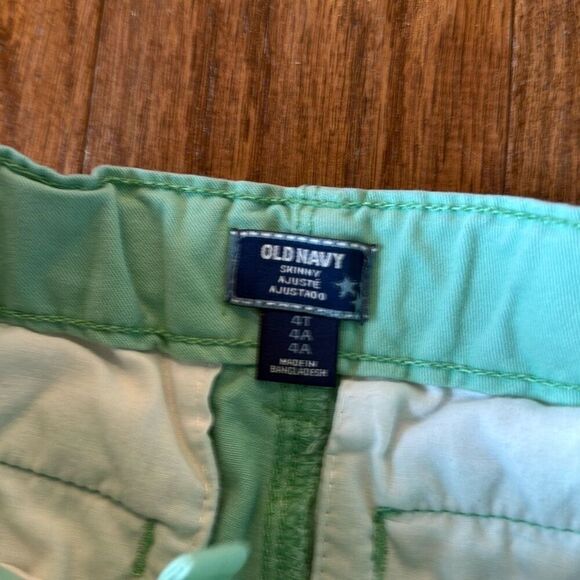 OLD NAVY
SKINNY
AJUSTÉ
AJUSTADO
4T
4A
4A
MADE IN
BANGLADESH